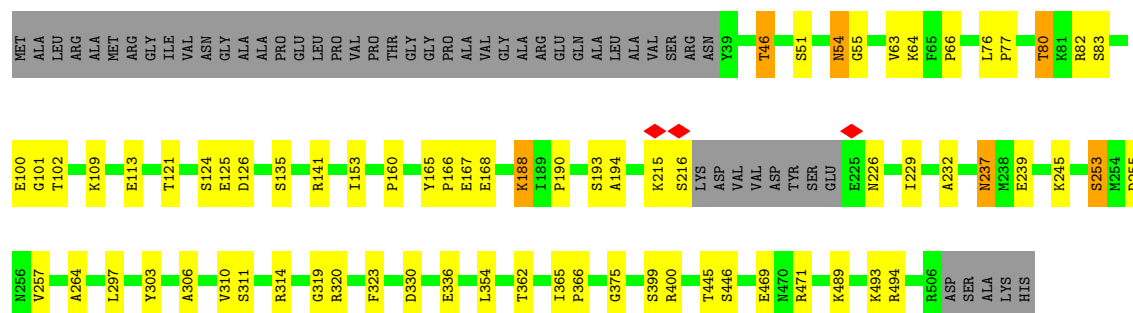 MET ALA LEU ARG ALA MET ARG GLY ILE VAL ASN GLY ALA ALA PRO GLU LEU PRO VAL PRO THR GLY GLY PRO ALA VAL GLY ALA ARG GLU GLN ALA LEU ALA VAL SER ARG ASN Y39 T46 S51 N54 G55 V63 K64 F65 P66 L76 P77 T80 K81 R82 S83
E100 G101 T102 K109 E113 T121 S124 E125 D126 S135 R141 I153 P160 Y165 P166 E167 E168 K188 I189 P190 S193 A194 K215 S216 LYS ASP VAL VAL ASP TYR SER GLU E225 N226 I229 A232 N237 M238 E239 K245 S253 M254
N256 V257 A264 L297 Y303 A306 V310 S311 R314 G319 R320 F323 D330 E336 L354 T362 I365 P366 G375 S399 R400 T445 S446 E469 N470 R471 K489 K493 R494 R506 ASP SER ALA LYS HIS